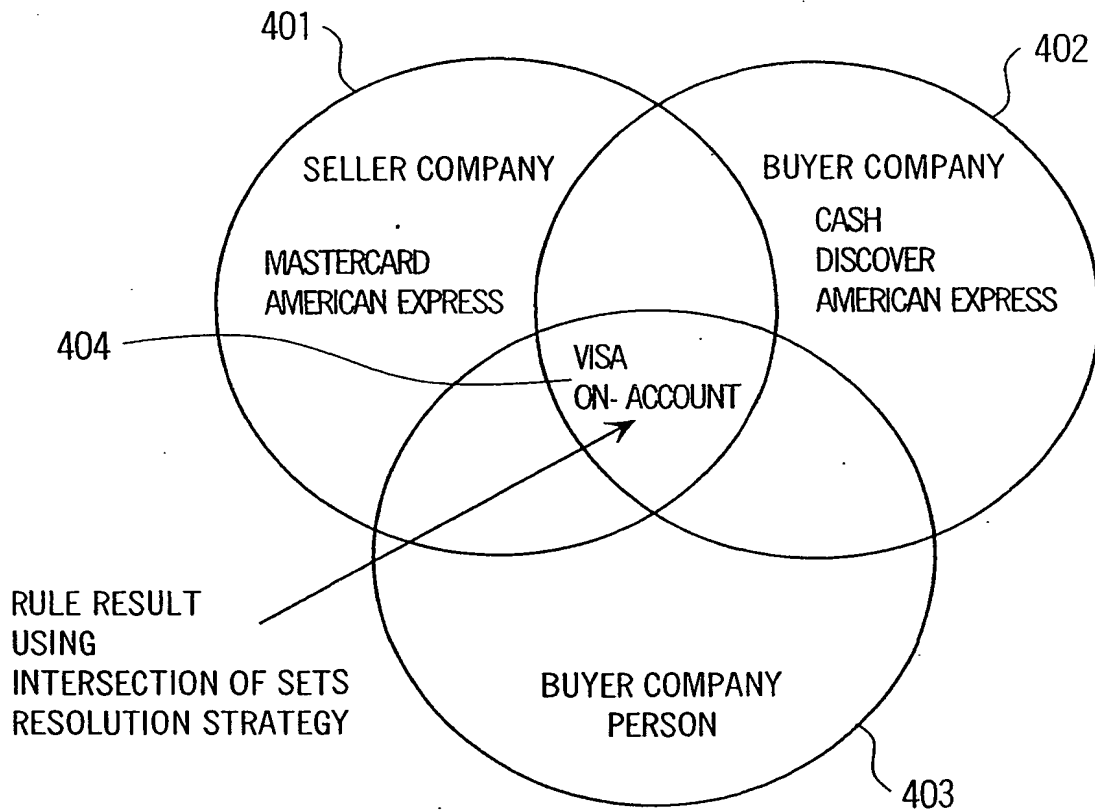 401
402
SELLER COMPANY
MASTERCARD
AMERICAN EXPRESS
BUYER COMPANY
CASH
DISCOVER
AMERICAN EXPRESS
404
VISA
ON- ACCOUNT
RULE RESULT
USING
INTERSECTION OF SETS
RESOLUTION STRATEGY
BUYER COMPANY
PERSON
403